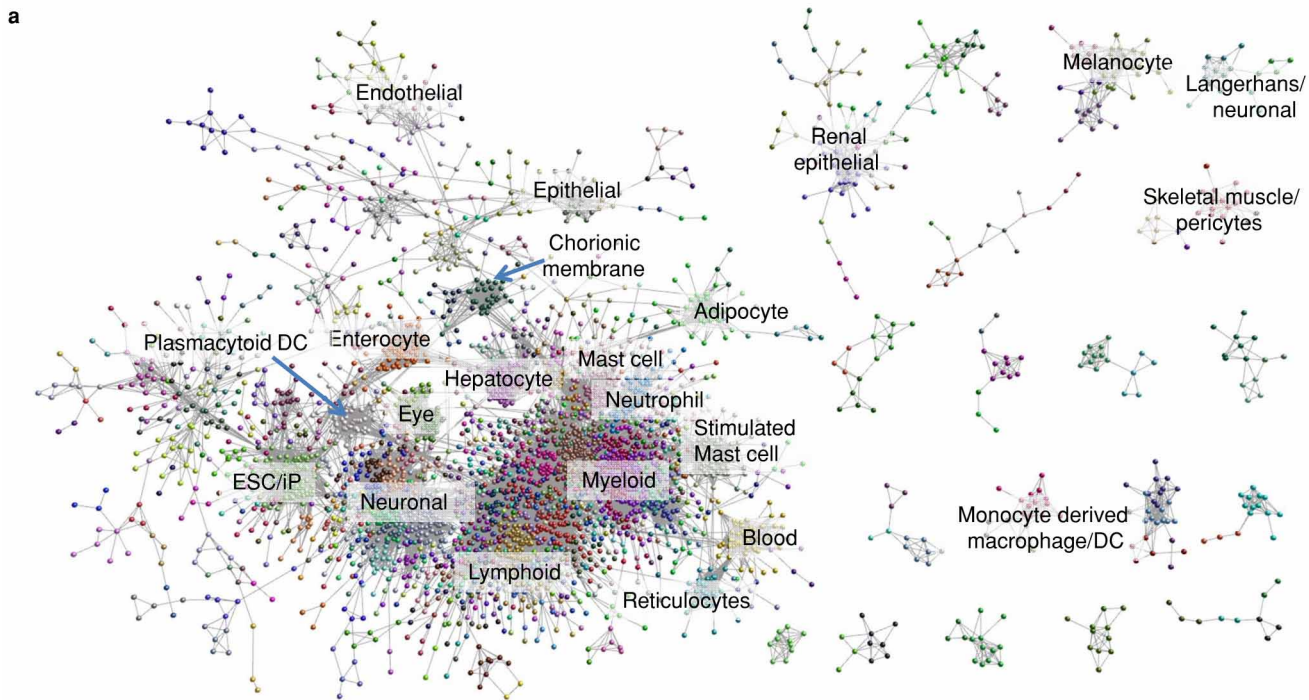 a
Endothelial
Epithelial
Chorionic
membrane
Adipocyte
Plasmacytoid DC
Enterocyte
Mast cell
Hepatocyte
Neutrophil
Eye
Stimulated
Mast cell
ESC/iP
Neuronal
Myeloid
Blood
Lymphoid
Reticulocytes
Renal
epithelial
Melanocyte
Langerhans/
neuronal
Skeletal muscle/
pericytes
Monocyte derived
macrophage/DC